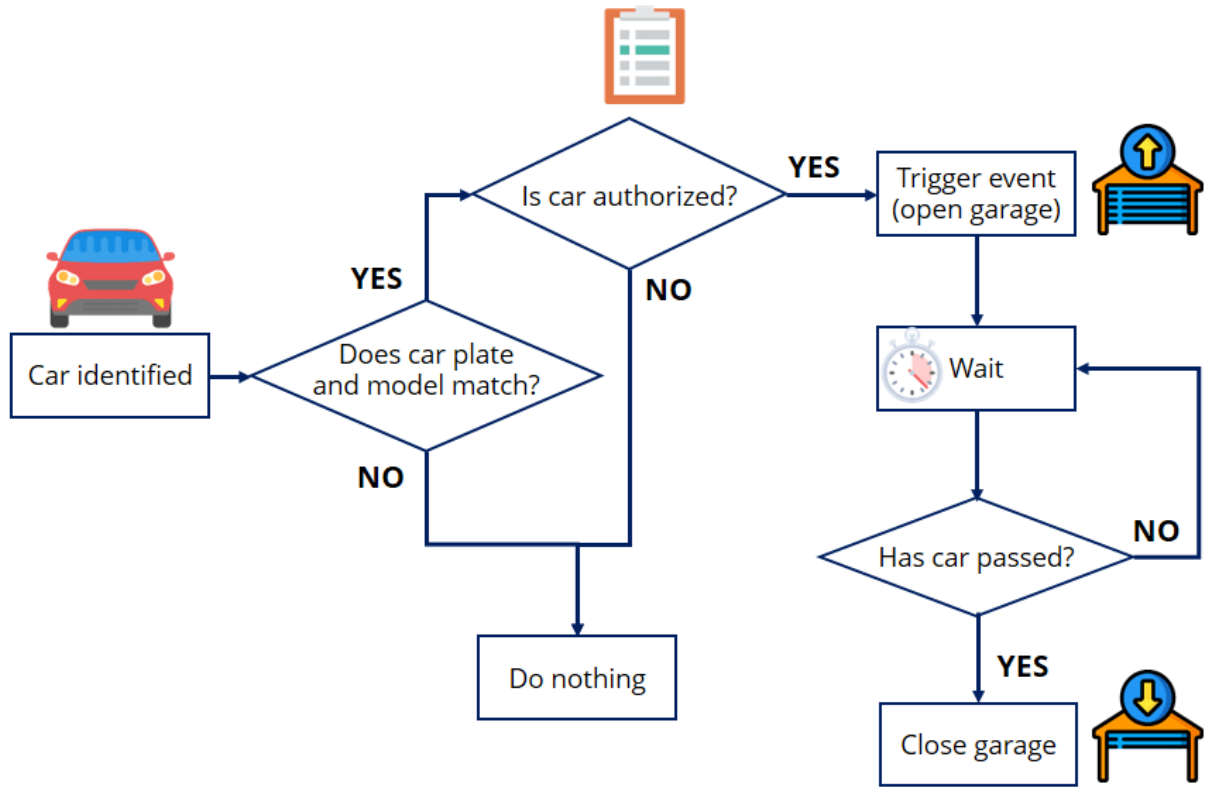 Is car authorized?
YES
Trigger event
(open garage)
Car identified
YES
Does car plate
and model match?
NO
NO
Do nothing
Wait
Has car passed?
NO
YES
Close garage